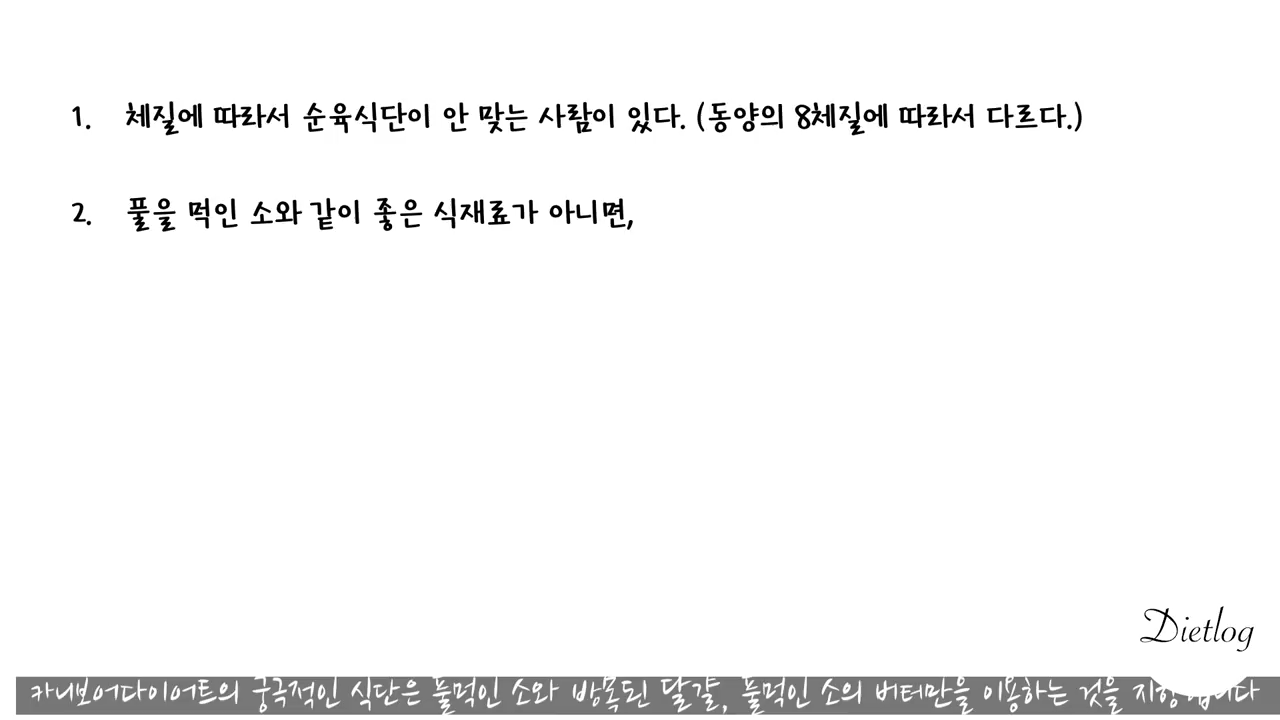 1. 체질에 따라서 순육식단이 안 맞는 사람이 있다. (동양의 8체질에 따라서 다르다.)
2. 풀을 먹인 소와 같이 좋은 식재료가 아니면,
Dietlog
카니보어다이어트의 궁극적인 식단은 풀먹인 소와 방목된 달걀, 풀먹인 소의 버터만을 이용하는 것을 지향합니다